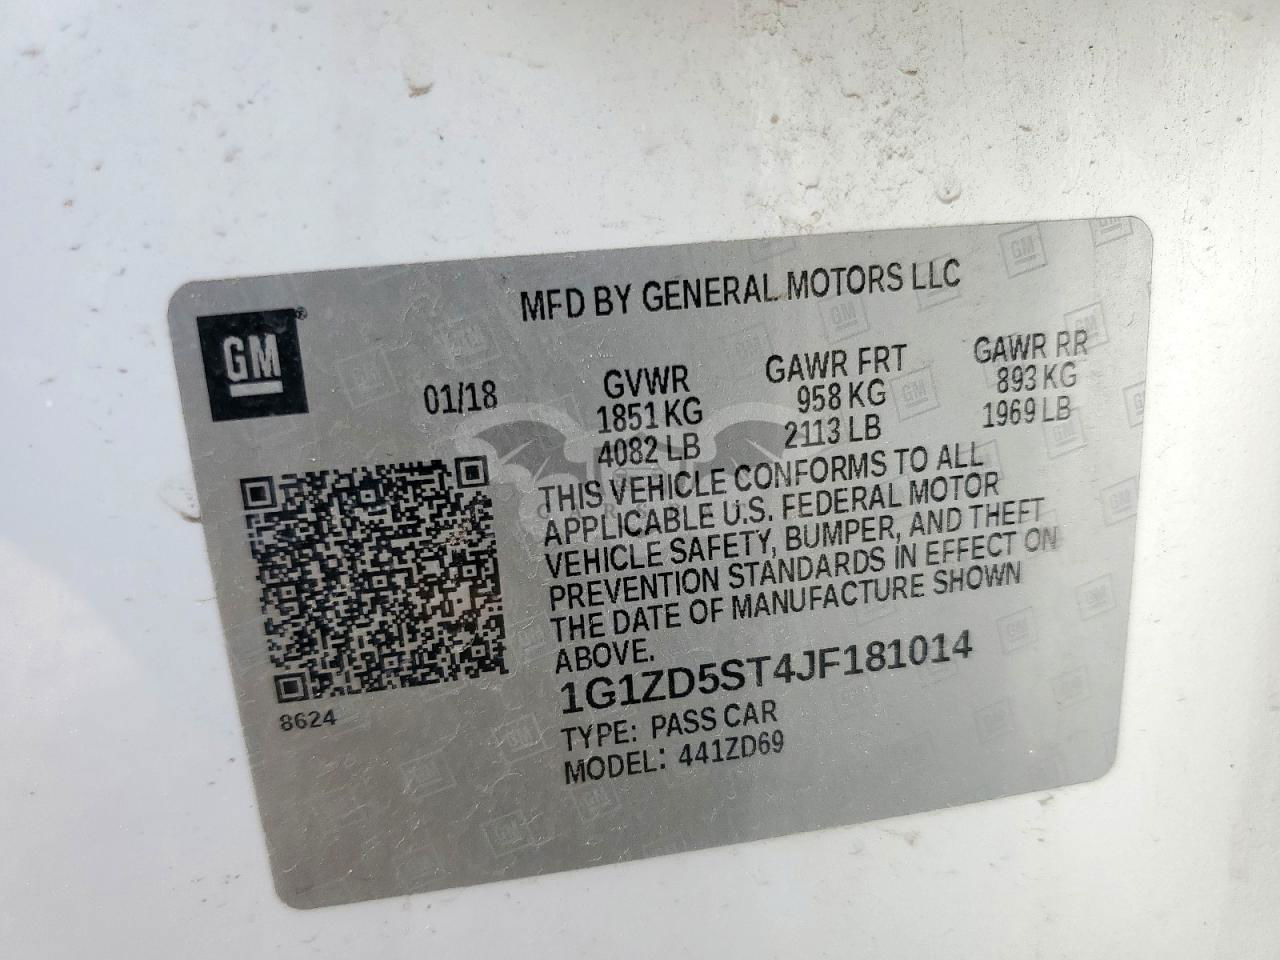 MFD BY GENERAL MOTORS LLC
GM
01/18
GVWR GAWR FRT GAWR RR
1851 KG 958 KG 893 KG
4082 LB 2113 LB 1969 LB
THIS VEHICLE CONFORMS TO ALL
APPLICABLE U.S. FEDERAL MOTOR
VEHICLE SAFETY, BUMPER, AND THEFT
PREVENTION STANDARDS IN EFFECT ON
THE DATE OF MANUFACTURE SHOWN
ABOVE.
1G1ZD5ST4JF181014
TYPE: PASS CAR
MODEL: 441ZD69
8624